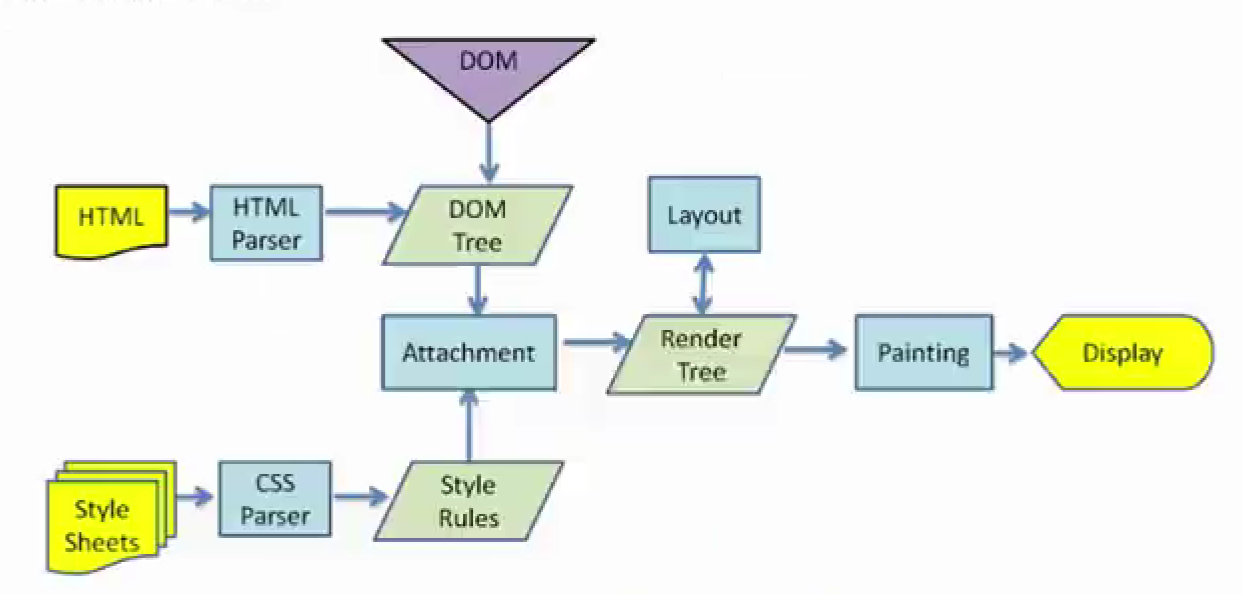 DOM
HTML
HTML
Parser
DOM
Tree
Layout
Attachment
Render
Tree
Painting
Display
Style
Sheets
CSS
Parser
Style
Rules